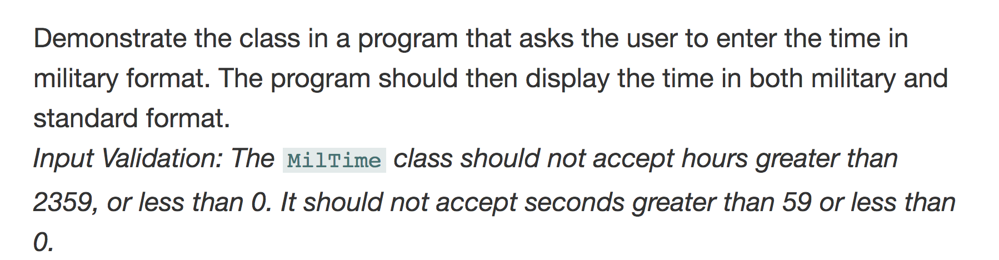 Demonstrate the class in a program that asks the user to enter the time in
military format. The program should then display the time in both military and
standard format.
Input Validation: The MilTime class should not accept hours greater than
2359, or less than 0. It should not accept seconds greater than 59 or less than
0.